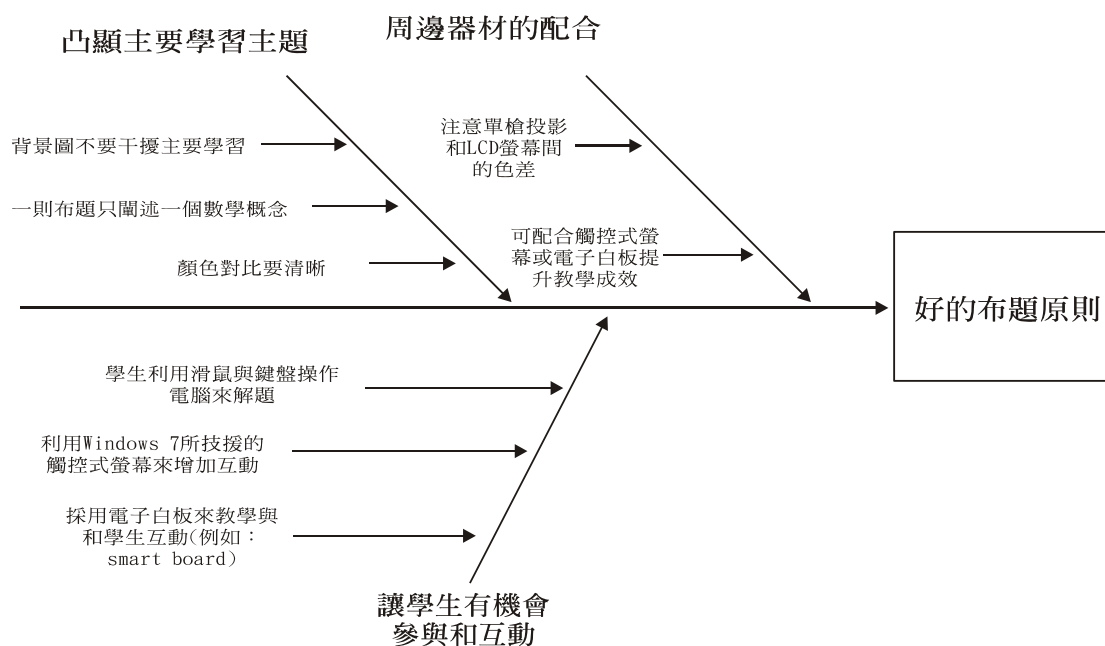 凸顯主要學習主題
周邊器材的配合
背景圖不要干擾主要學習
一則布題只闡述一個數學概念
顏色對比要清晰
注意單槍投影
和LCD螢幕間
的色差
可配合觸控式螢
幕或電子白板提
升教學成效
好的布題原則
學生利用滑鼠與鍵盤操作
電腦來解題
利用Windows 7所技援的
觸控式螢幕來增加互動
採用電子白板來教學與
和學生互動(例如：
smart board)
讓學生有機會
參與和互動